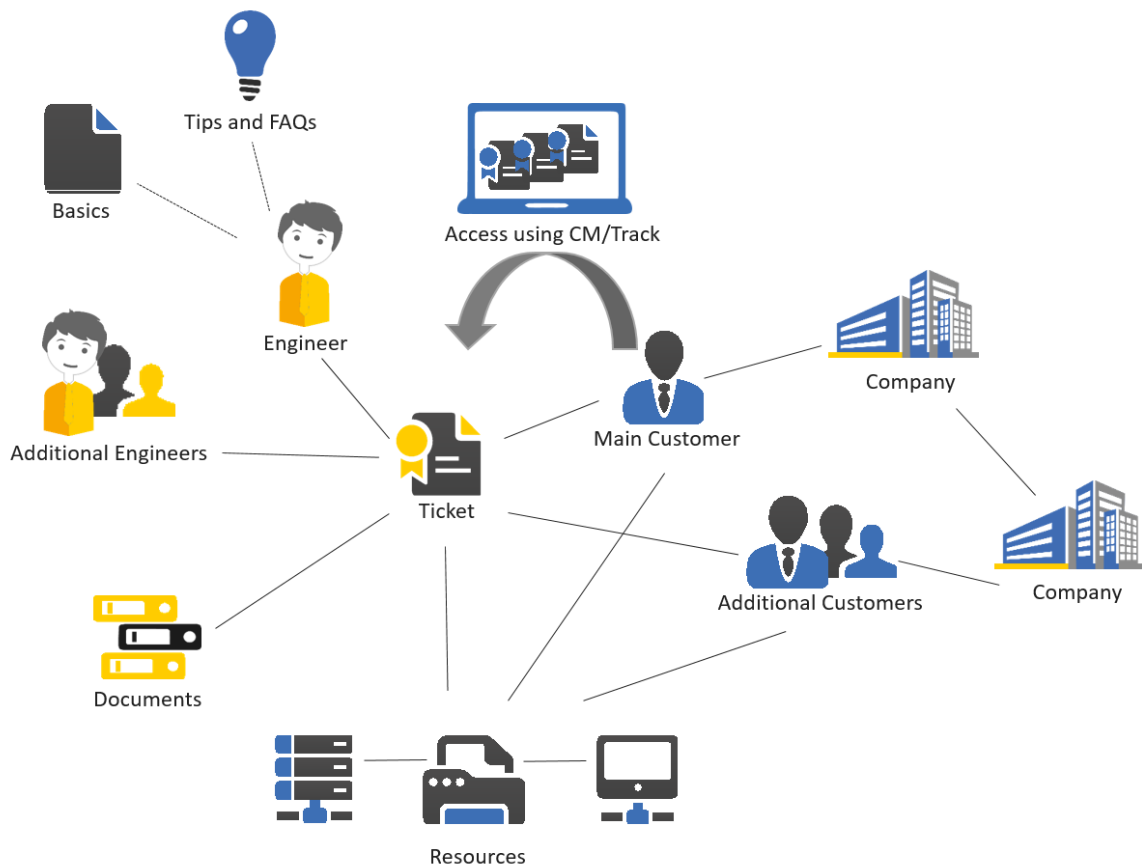 Tips and FAQs
Basics
Access using CM/Track
Engineer
Company
Main Customer
Additional Engineers
Ticket
Company
Additional Customers
Documents
Resources